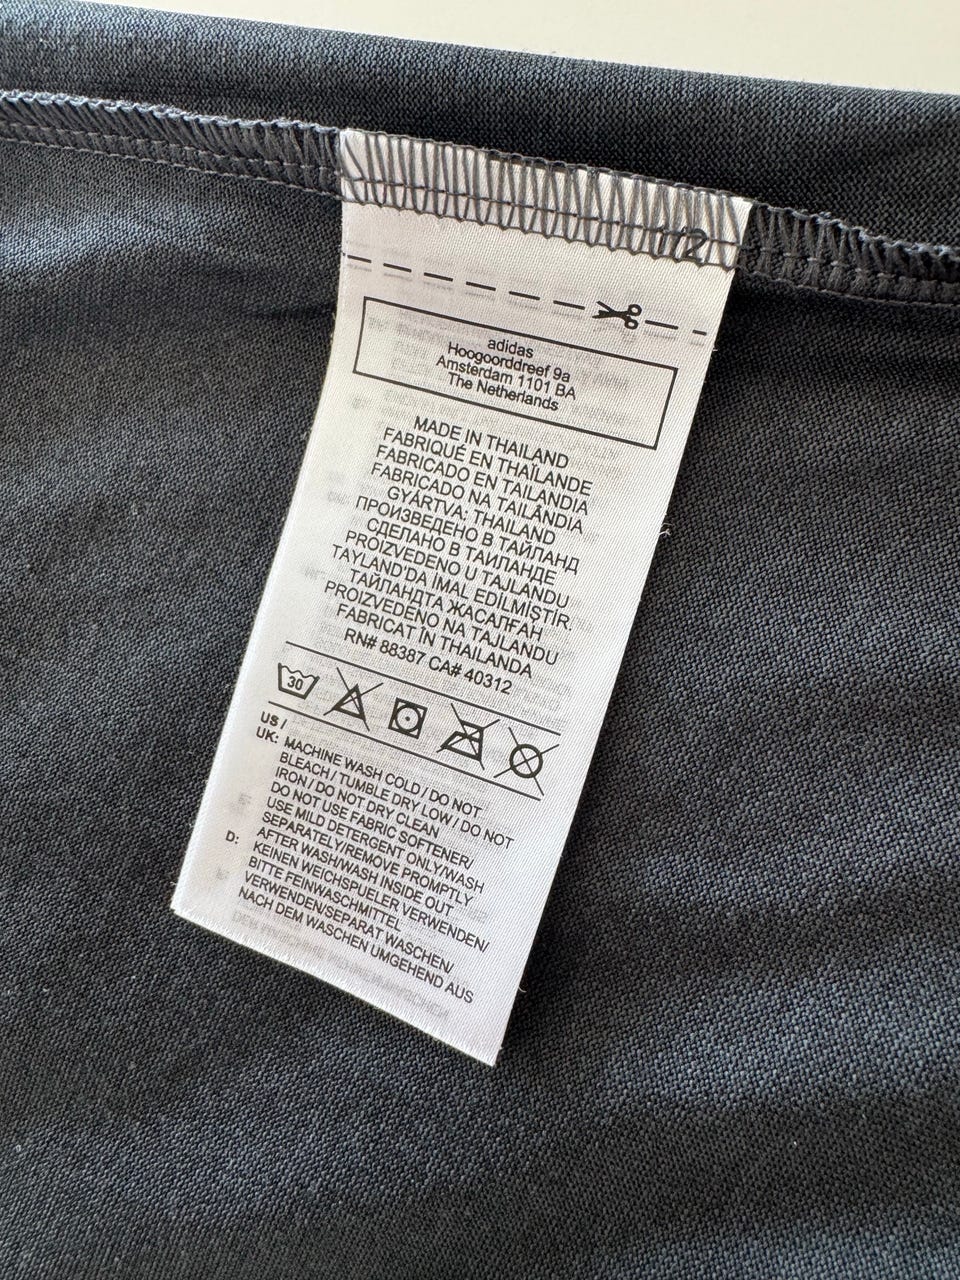 1/2
adidas
Hoogoorddreef 9a
Amsterdam 1101 BA
The Netherlands
MADE IN THAILAND
FABRIQUÉ EN THAÏLANDE
FABRICADO EN TAILANDIA
FABRICADO NA TAILÂNDIA
GYÁRTVA: THAILAND
ПРОИЗВЕДЕНО В ТАЙЛАНД
СДЕЛАНО В ТАИЛАНДЕ
PROIZVEDENO U TAJLANDU
TAYLAND'DA İMAL EDİLMİŞTİR.
ТАЙЛАНДТА ЖАСАЛҒАН
PROIZVEDENO NA TAJLANDU
FABRICAT ÎN THAILANDA
RN# 88387 CA# 40312
30
US /
UK: MACHINE WASH COLD / DO NOT
BLEACH / TUMBLE DRY / LOW / DO NOT
IRON / DO NOT DRY CLEAN
DO NOT USE FABRIC SOFTENER/
USE MILD DETERGENT ONLY/WASH
SEPARATELY/REMOVE PROMPTLY
AFTER WASH/WASH INSIDE OUT
D: KEINEN WEICHSPUELER VERWENDEN/
BITTE FEINWASCHMITTEL
VERWENDEN/SEPARAT WASCHEN/
NACH DEM WASCHEN UMGEHEND AUS